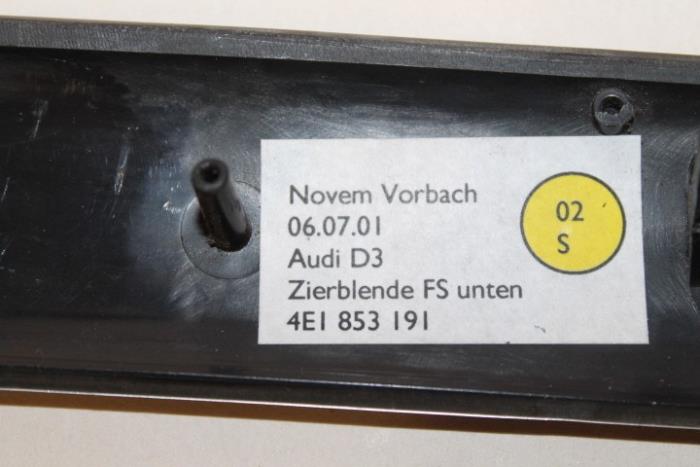 Novem Vorbach
06.07.01
Audi D3
Zierblende FS unten
4E1 853 191
02
S